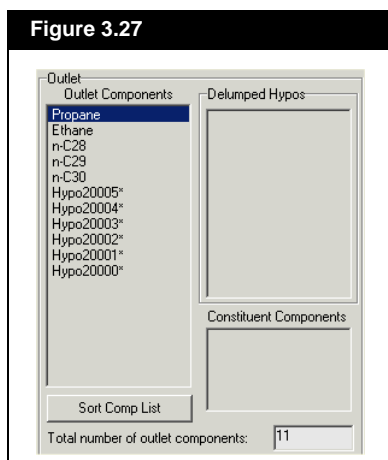 Figure 3.27
Outlet
Outlet Components
Propane
Ethane
n-C28
n-C29
n-C30
Hypo20005*
Hypo20004*
Hypo20003*
Hypo20002*
Hypo20001*
Hypo20000*
Sort Comp List
Delumped Hypos
Constituent Components
Total number of outlet components: 11